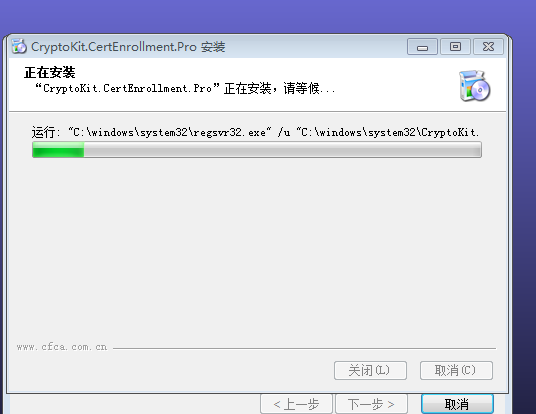 CryptoKit.CertEnrollment.Pro 安装
正在安装
“CryptoKit.CertEnrollment.Pro”正在安装，请等候...
运行: "C:\windows\system32\regsvr32.exe" /u "C:\windows\system32\CryptoKit.
www.cfca.com.cn
关闭(L) 取消(C)
< 上一步 下一步 > 取消